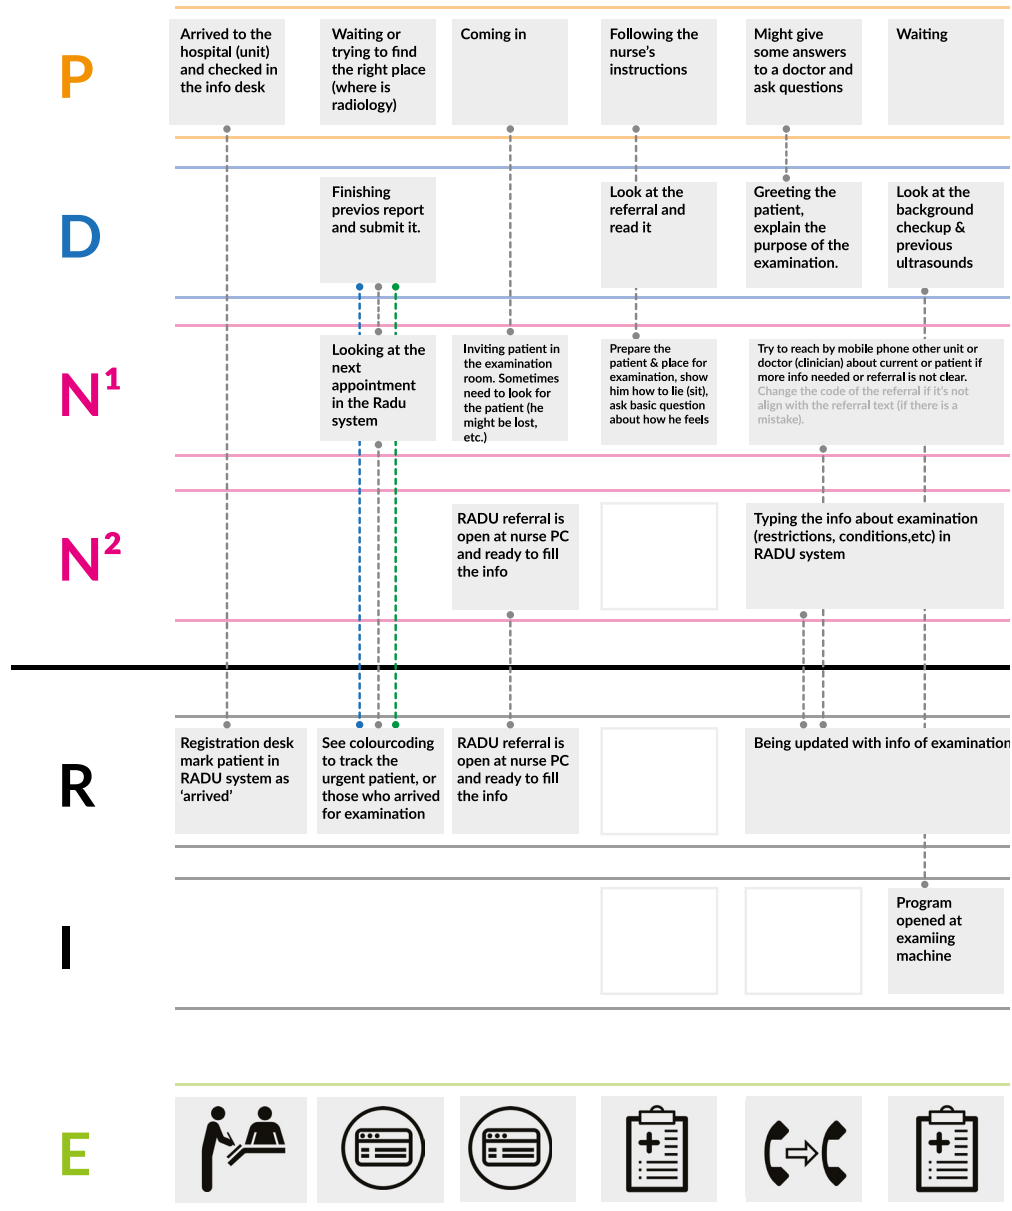 P
Arrived to the
hospital (unit)
and checked in
the info desk
Waiting or
trying to find
the right place
(where is
radiology)
Coming in
Following the
nurse's
instructions
Might give
some answers
to a doctor and
ask questions
Waiting
D
Finishing
previos report
and submit it.
Look at the
referral and
read it
Greeting the
patient,
explain the
purpose of the
examination.
Look at the
background
checkup &
previous
ultrasounds
N¹
Looking at the
next
appointment
in the Radu
system
Inviting patient in
the examination
room. Sometimes
need to look for
the patient (he
might be lost,
etc.)
Prepare the
patient & place for
examination, show
him how to lie (sit),
ask basic question
about how he feels
Try to reach by mobile phone other unit or
doctor (clinician) about current or patient if
more info needed or referral is not clear.
Change the code of the referral if it's not
align with the referral text (if there is a
mistake).
N²
RADU referral is
open at nurse PC
and ready to fill
the info
Typing the info about examination
(restrictions, conditions,etc) in
RADU system
R
Registration desk
mark patient in
RADU system as
‘arrived’
See colourcoding
to track the
urgent patient, or
those who arrived
for examination
RADU referral is
open at nurse PC
and ready to fill
the info
Being updated with info of examination
I
Program
opened at
examiing
machine
E